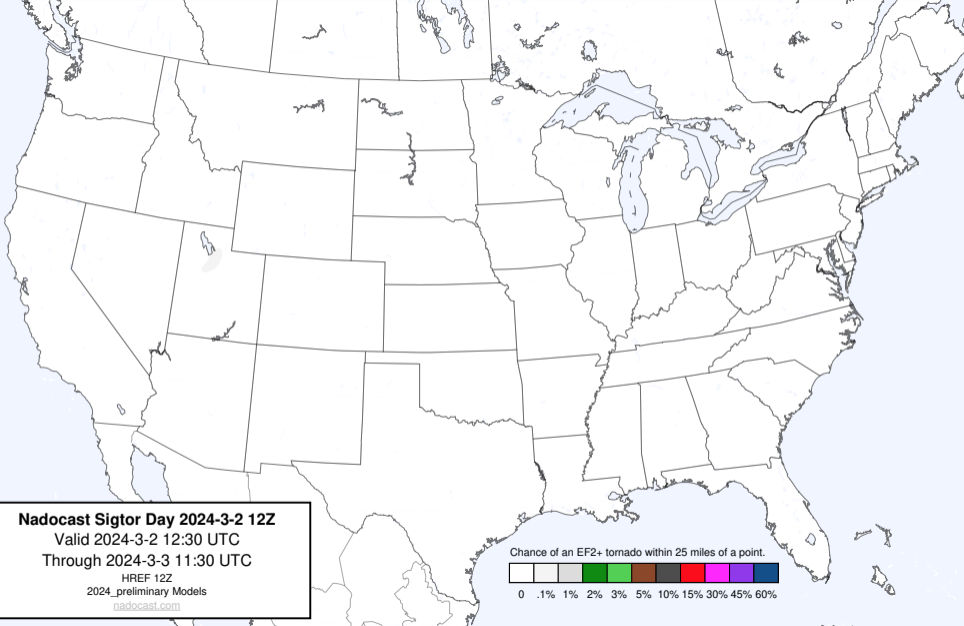 Nadocast Sigtor Day 2024-3-2 12Z
Valid 2024-3-2 12:30 UTC
Through 2024-3-3 11:30 UTC
HREF 12Z
2024_preliminary Models
nadocast.com
Chance of an EF2+ tornado within 25 miles of a point.
0 .1% 1% 2% 3% 5% 10% 15% 30% 45% 60%